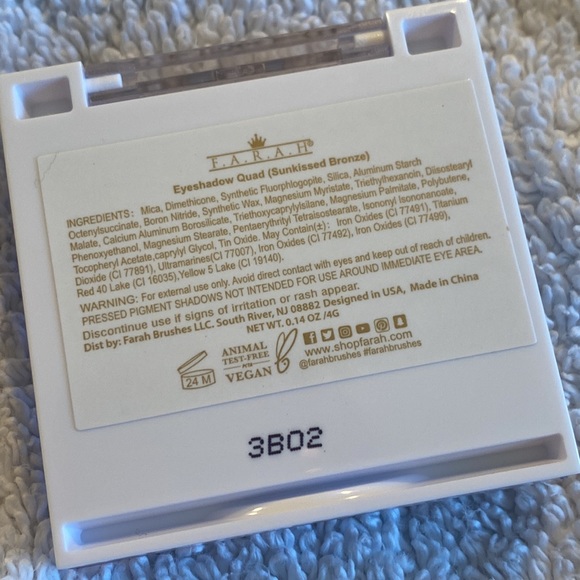 F.A.R.A.H®
Eyeshadow Quad (Sunkissed Bronze)
INGREDIENTS: Mica, Dimethicone, Synthetic Fluorphlogopite, Silica, Aluminum Starch
Octenylsuccinate, Boron Nitride, Synthetic Wax, Magnesium Myristate, Triethylhexanoin, Diisostearyl
Malate, Calcium Aluminum Borosilicate, Triethoxycaprylylsilane, Magnesium Palmitate, Polybutene,
Phenoxyethanol, Magnesium Stearate, Pentaerythrityl Tetraisostearate, Isononyl Isononanoate,
Tocopheryl Acetate,caprylyl Glycol, Tin Oxide. May Contain(±): Iron Oxides (CI 77491), Titanium
Dioxide (CI 77891), Ultramarines(CI 77007), Iron Oxides (CI 77492), Iron Oxides (CI 77499),
Red 40 Lake (CI 16035),Yellow 5 Lake (CI 19140).
WARNING: For external use only. Avoid direct contact with eyes and keep out of reach of children.
PRESSED PIGMENT SHADOWS NOT INTENDED FOR USE AROUND IMMEDIATE EYE AREA.
Discontinue use if signs of irritation or rash appear.
Dist by: Farah Brushes LLC. South River, NJ 08882 Designed in USA, Made in China
NET WT. 0.14 OZ /4G
24 M
ANIMAL
TEST-FREE
VEGAN
www.shopfarah.com
@farahbrushes #farahbrushes
3B02